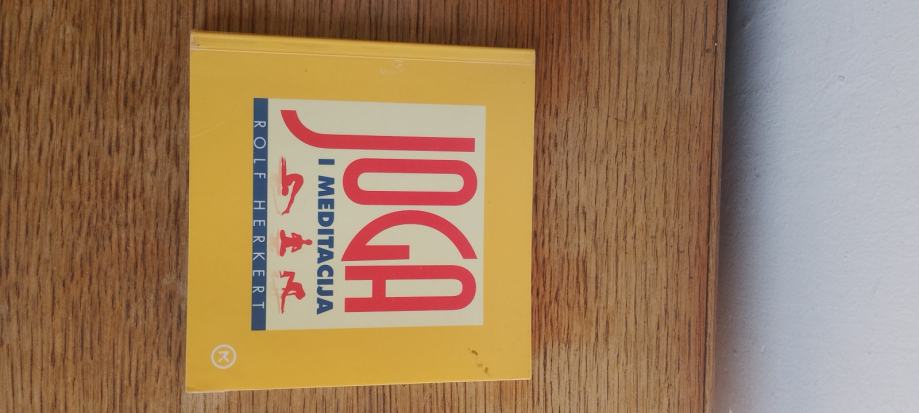 JOGA
I MEDITACIJA
ROLF HERKERT